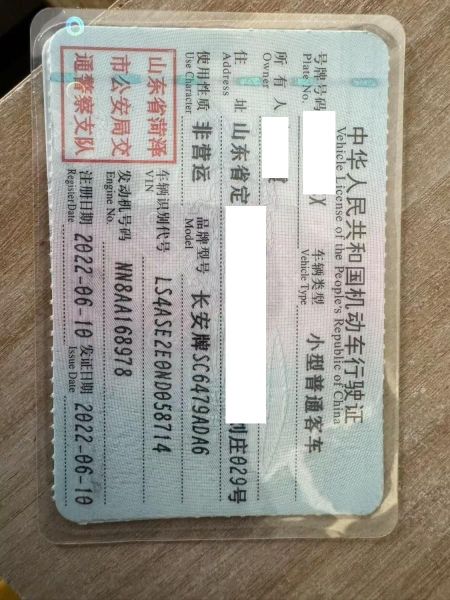 中华人民共和国机动车行驶证
Vehicle License of the People's Republic of China
号牌号码 X 车辆类型 小型普通客车
Plate No. Vehicle Type
所有人
Owner
住址 山东省定 庄029号
Address
使用性质 非营运 品牌型号 长安牌SC6479ADA6
Use Character Model
山东省菏泽
市公安局交
通警察支队
车辆识别代号 LS4ASE2E0ND058714
VIN
发动机号码 NN8AA168978
Engine No.
注册日期 2022-06-10 发证日期 2022-06-10
Register Date Issue Date